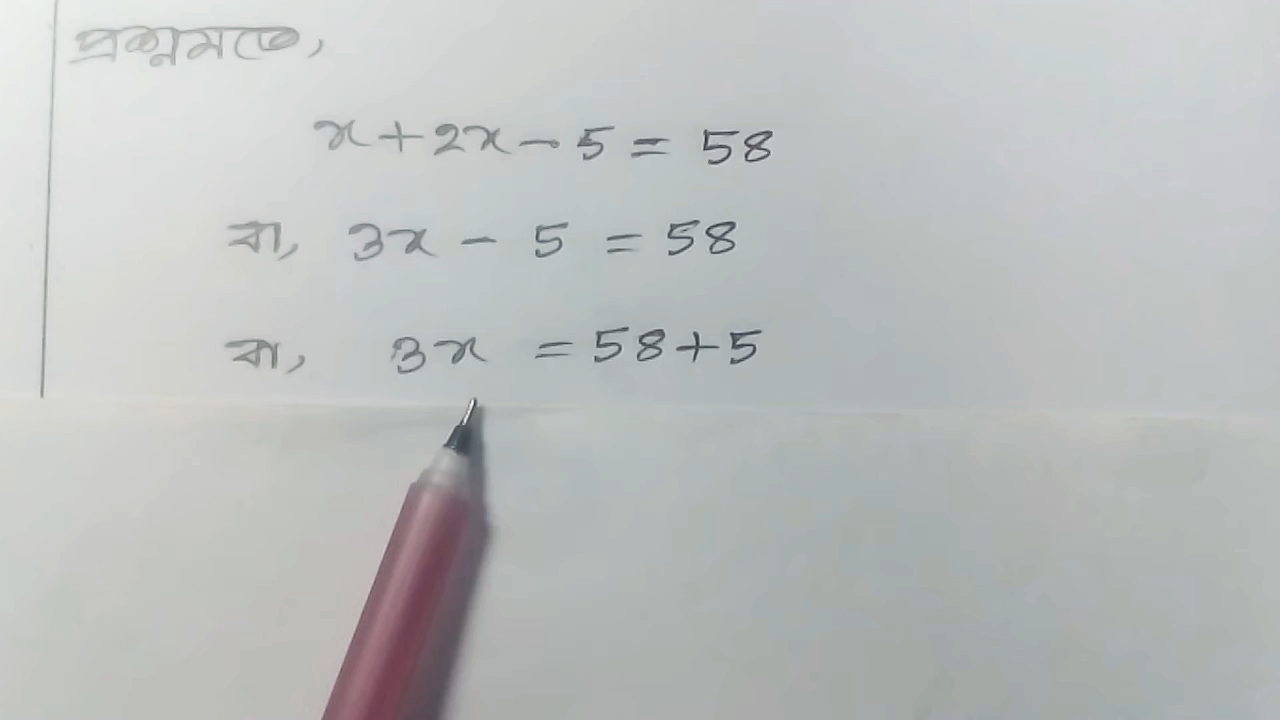 প্রশ্নমতে,
x+2x-5=58
বা, 3x-5=58
বা, 3x=58+5